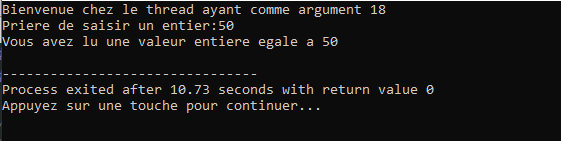 Bienvenue chez le thread ayant comme argument 18
Priere de saisir un entier:50
Vous avez lu une valeur entiere egale a 50
--------------------------------
Process exited after 10.73 seconds with return value 0
Appuyez sur une touche pour continuer...